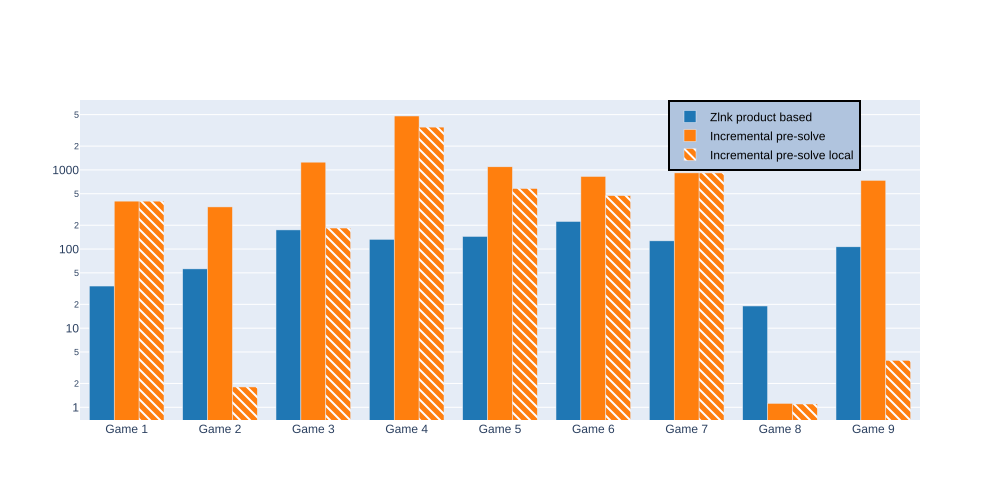 5
2
1000
5
2
100
5
2
10
5
2
1
Zlnk product based
Incremental pre-solve
Incremental pre-solve local
Game 1
Game 2
Game 3
Game 4
Game 5
Game 6
Game 7
Game 8
Game 9